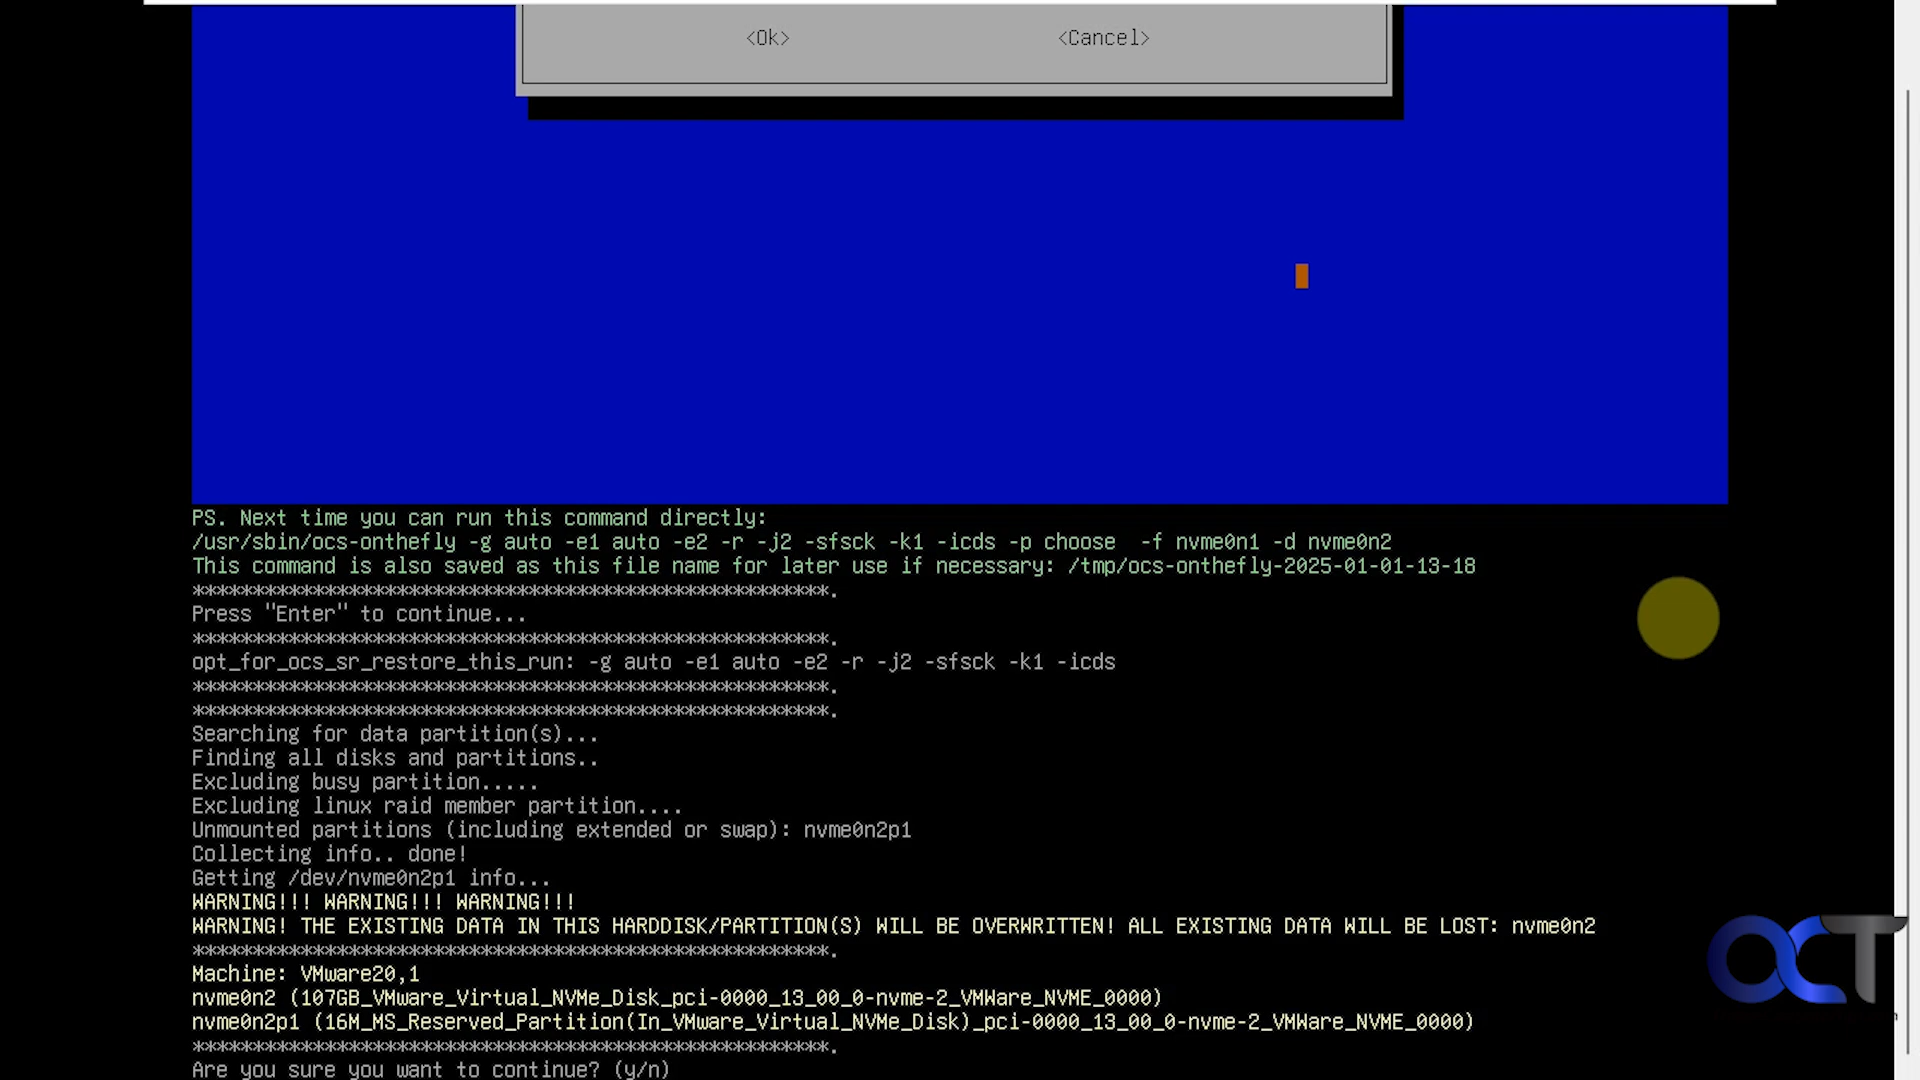 <Ok> <Cancel>
PS. Next time you can run this command directly:
/usr/sbin/ocs-onthefly -g auto -e1 auto -e2 -r -j2 -sfsck -k1 -icds -p choose  -f nvme0n1 -d nvme0n2
This command is also saved as this file name for later use if necessary: /tmp/ocs-onthefly-2025-01-01-13-18
*****************************************************.
Press "Enter" to continue...
*****************************************************.
opt_for_ocs_sr_restore_this_run: -g auto -e1 auto -e2 -r -j2 -sfsck -k1 -icds
*****************************************************.
*****************************************************.
Searching for data partition(s)...
Finding all disks and partitions..
Excluding busy partition.....
Excluding linux raid member partition....
Unmounted partitions (including extended or swap): nvme0n2p1
Collecting info.. done!
Getting /dev/nvme0n2p1 info...
WARNING!!! WARNING!!! WARNING!!!
WARNING! THE EXISTING DATA IN THIS HARDDISK/PARTITION(S) WILL BE OVERWRITTEN! ALL EXISTING DATA WILL BE LOST: nvme0n2
*****************************************************.
Machine: VMware20,1
nvme0n2 (107GB_VMware_Virtual_NVMe_Disk_pci-0000_13_00_0-nvme-2_VMWare_NVME_0000)
nvme0n2p1 (16M_MS_Reserved_Partition(In_VMware_Virtual_NVMe_Disk)_pci-0000_13_00_0-nvme-2_VMWare_NVME_0000)
*****************************************************.
Are you sure you want to continue? (y/n)
OCT